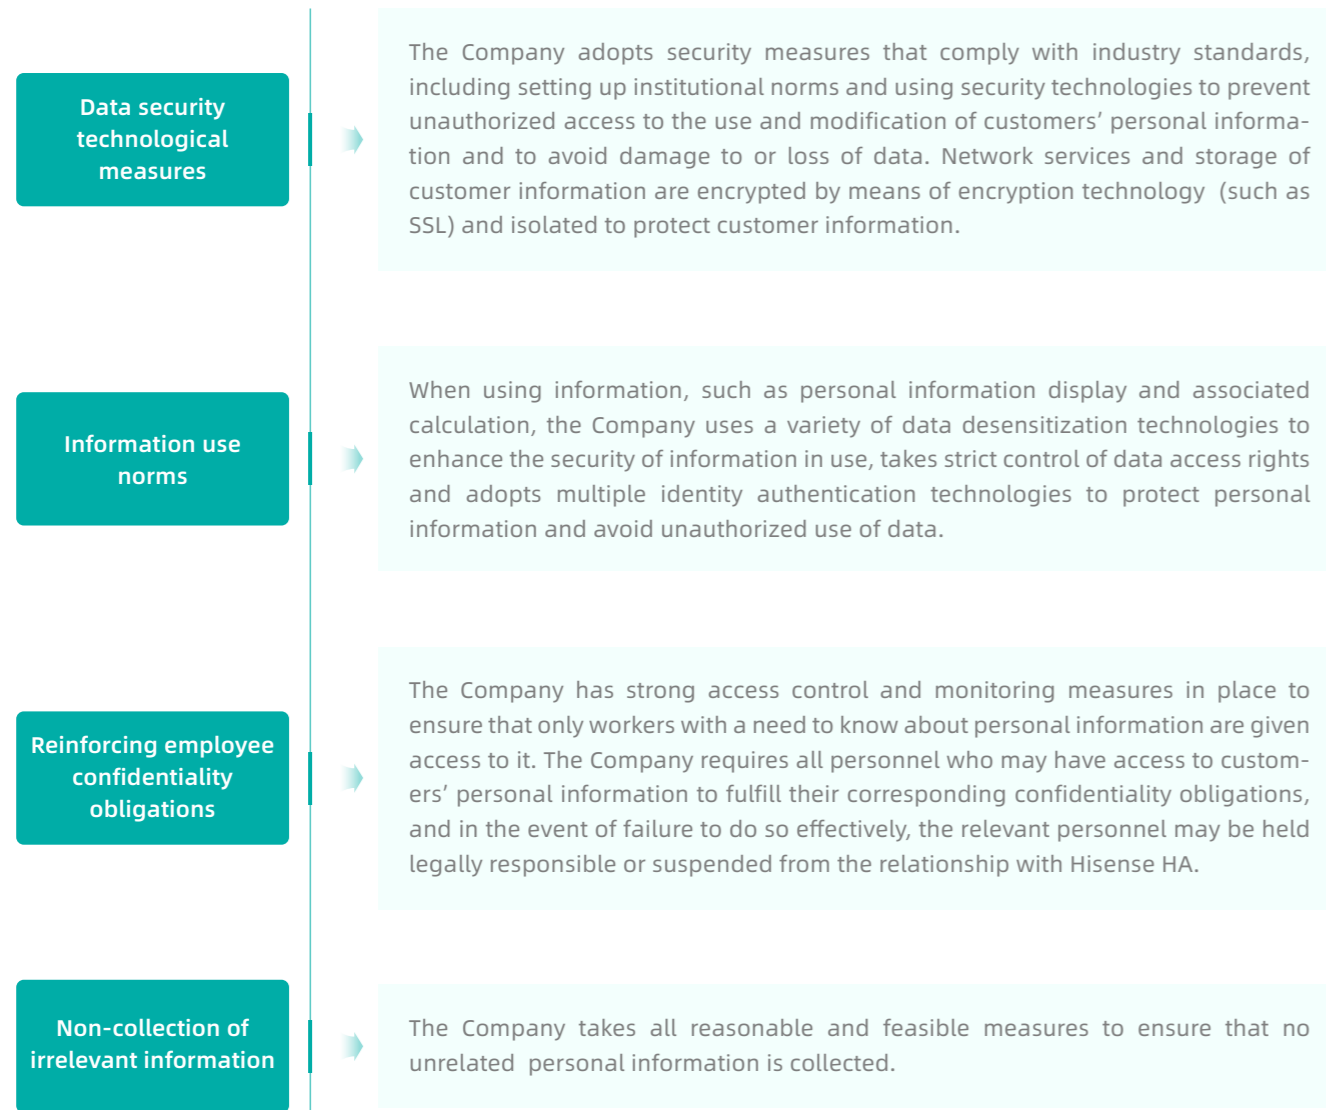 Data security
technological
measures
The Company adopts security measures that comply with industry standards,
including setting up institutional norms and using security technologies to prevent
unauthorized access to the use and modification of customers’ personal informa-
tion and to avoid damage to or loss of data. Network services and storage of
customer information are encrypted by means of encryption technology (such as
SSL) and isolated to protect customer information.
Information use
norms
When using information, such as personal information display and associated
calculation, the Company uses a variety of data desensitization technologies to
enhance the security of information in use, takes strict control of data access rights
and adopts multiple identity authentication technologies to protect personal
information and avoid unauthorized use of data.
Reinforcing employee
confidentiality
obligations
The Company has strong access control and monitoring measures in place to
ensure that only workers with a need to know about personal information are given
access to it. The Company requires all personnel who may have access to custom-
ers’ personal information to fulfill their corresponding confidentiality obligations,
and in the event of failure to do so effectively, the relevant personnel may be held
legally responsible or suspended from the relationship with Hisense HA.
Non-collection of
irrelevant information
The Company takes all reasonable and feasible measures to ensure that no
unrelated personal information is collected.